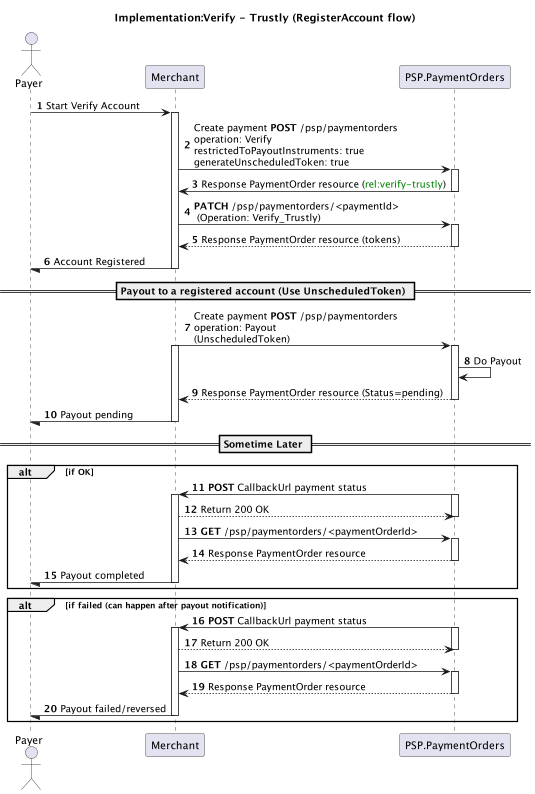 Implementation:Verify - Trustly (RegisterAccount flow)
Payer
Merchant
PSP.PaymentOrders
1 Start Verify Account
Create payment POST /psp/paymentorders
operation: Verify
2 restrictedToPayoutInstruments: true
generateUnscheduledToken: true
3 Response PaymentOrder resource (rel:verify-trustly)
4 PATCH /psp/paymentorders/<paymentId>
(Operation: Verify_Trustly)
5 Response PaymentOrder resource (tokens)
6 Account Registered
Payout to a registered account (Use UnscheduledToken)
Create payment POST /psp/paymentorders
7 operation: Payout
(UnscheduledToken)
8 Do Payout
9 Response PaymentOrder resource (Status=pending)
10 Payout pending
Sometime Later
alt [if OK]
11 POST CallbackUrl payment status
12 Return 200 OK
13 GET /psp/paymentorders/<paymentOrderId>
14 Response PaymentOrder resource
15 Payout completed
alt [if failed (can happen after payout notification)]
16 POST CallbackUrl payment status
17 Return 200 OK
18 GET /psp/paymentorders/<paymentOrderId>
19 Response PaymentOrder resource
20 Payout failed/reversed
Payer
Merchant
PSP.PaymentOrders